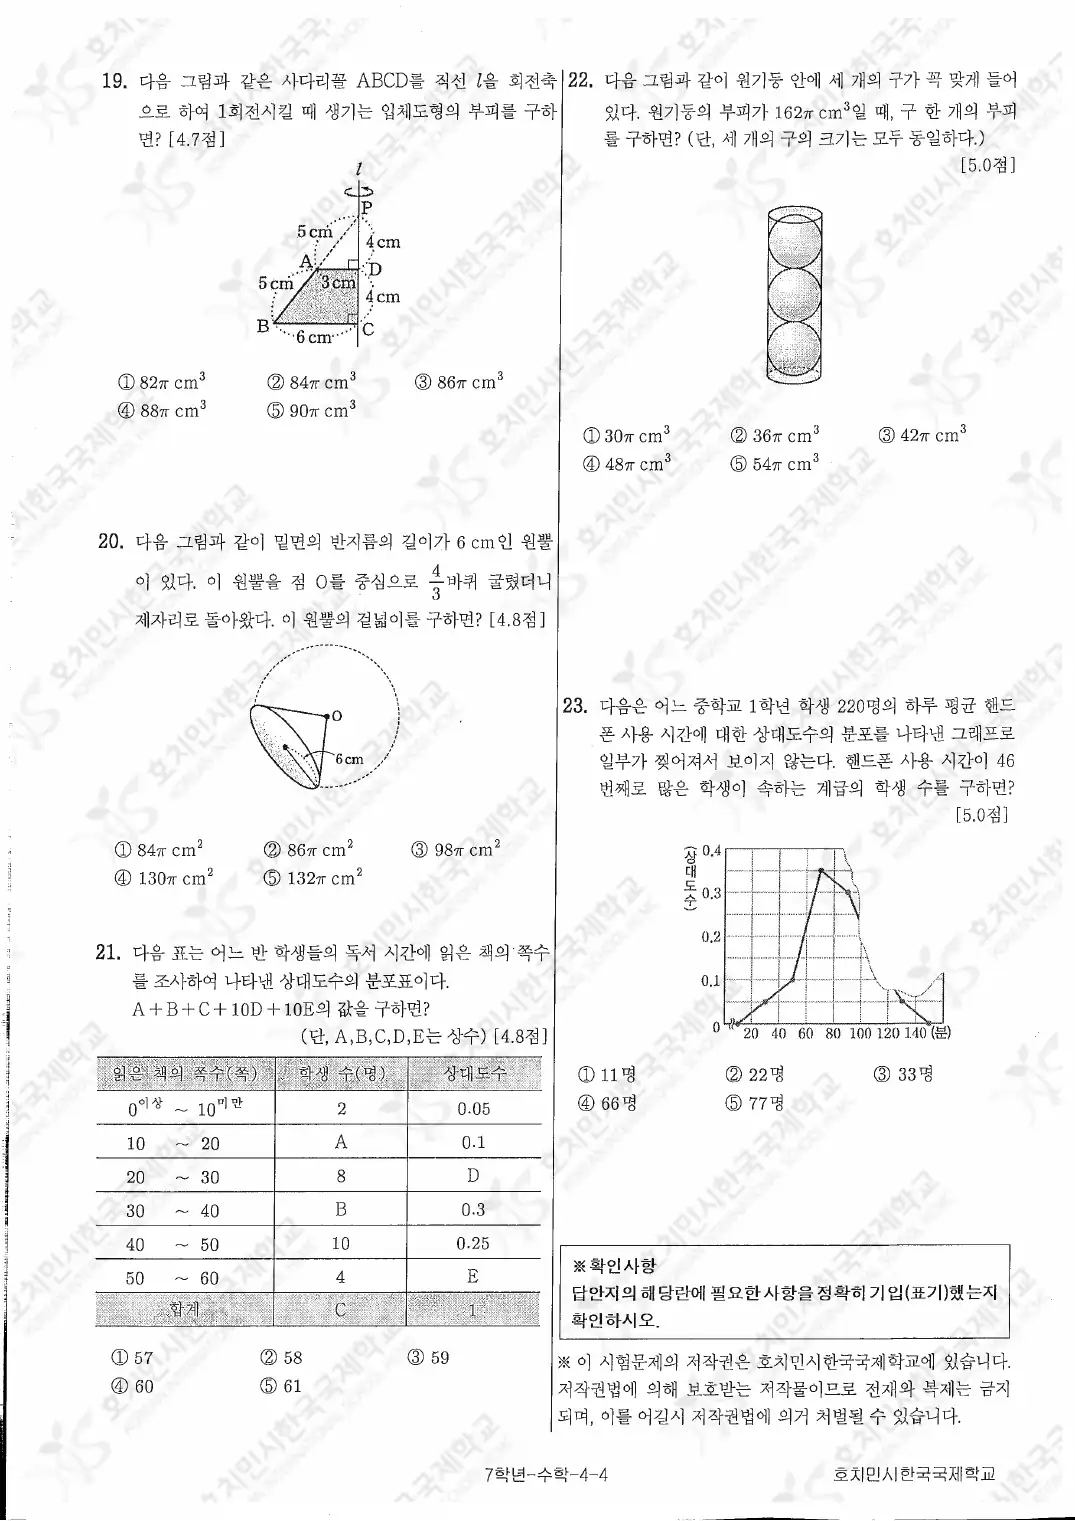 19. 다음 그림과 같은 사다리꼴 ABCD를 직선 l을 회전축
으로 하여 1회전시킬 때 생기는 입체도형의 부피를 구하
면? [4.7점]
l
P
5 cm
4 cm
A
D
5 cm
3 cm
4 cm
B
C
6 cm
① 82π cm³ ② 84π cm³ ③ 86π cm³
④ 88π cm³ ⑤ 90π cm³
20. 다음 그림과 같이 밑면의 반지름의 길이가 6 cm인 원뿔
이 있다. 이 원뿔을 점 O를 중심으로 4/3바퀴 굴렸더니
제자리로 돌아왔다. 이 원뿔의 겉넓이를 구하면? [4.8점]
O
6 cm
① 84π cm² ② 86π cm² ③ 98π cm²
④ 130π cm² ⑤ 132π cm²
21. 다음 표는 어느 반 학생들의 독서 시간에 읽은 책의 쪽수
를 조사하여 나타낸 상대도수의 분포표이다.
A+B+C+10D+10E의 값을 구하면?
(단, A,B,C,D,E는 상수) [4.8점]
읽은 책의 쪽수(쪽) 학생 수(명) 상대도수
0이상 ~ 10미만 2 0.05
10 ~ 20 A 0.1
20 ~ 30 8 D
30 ~ 40 B 0.3
40 ~ 50 10 0.25
50 ~ 60 4 E
합계 C 1
① 57 ② 58 ③ 59
④ 60 ⑤ 61
22. 다음 그림과 같이 원기둥 안에 세 개의 구가 꼭 맞게 들어
있다. 원기둥의 부피가 162π cm³일 때, 구 한 개의 부피
를 구하면? (단, 세 개의 구의 크기는 모두 동일하다.)
[5.0점]
① 30π cm³ ② 36π cm³ ③ 42π cm³
④ 48π cm³ ⑤ 54π cm³
23. 다음은 어느 중학교 1학년 학생 220명의 하루 평균 핸드
폰 사용 시간에 대한 상대도수의 분포를 나타낸 그래프로
일부가 찢어져서 보이지 않는다. 핸드폰 사용 시간이 46
번째로 많은 학생이 속하는 계급의 학생 수를 구하면?
[5.0점]
(상대도수)
0.4
0.3
0.2
0.1
0 20 40 60 80 100 120 140 (분)
① 11명 ② 22명 ③ 33명
④ 66명 ⑤ 77명
※ 확인사항
답안지의 해당란에 필요한 사항을 정확히 기입(표기)했는지
확인하시오.
※ 이 시험문제의 저작권은 호치민시한국국제학교에 있습니다.
저작권법에 의해 보호받는 저작물이므로 전재와 복제는 금지
되며, 이를 어길시 저작권법에 의거 처벌될 수 있습니다.
7학년-수학-4-4
호치민시한국국제학교